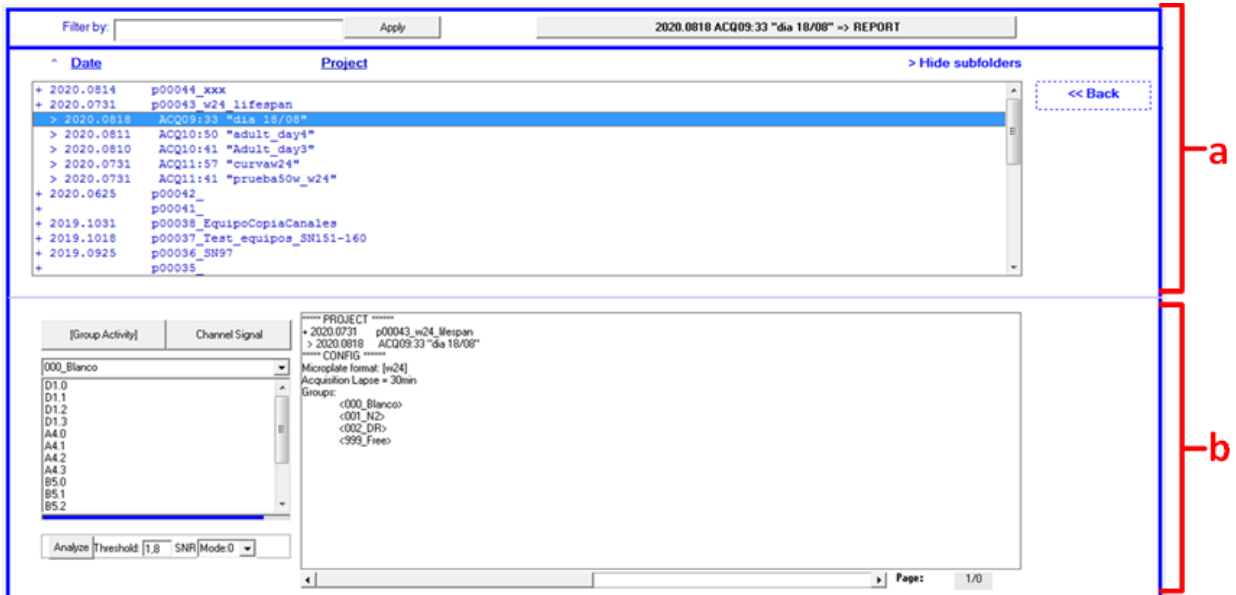 Filter by: Apply 2020.0818 ACQ09:33 "dia 18/08" => REPORT
^ Date Project > Hide subfolders
<< Back
+ 2020.0814 p00044_xxx
+ 2020.0731 p00043_w24_lifespan
> 2020.0818 ACQ09:33 "dia 18/08"
> 2020.0811 ACQ10:50 "adult_day4"
> 2020.0810 ACQ10:41 "Adult_day3"
> 2020.0731 ACQ11:57 "curvaw24"
> 2020.0731 ACQ11:41 "prueba50w_w24"
+ 2020.0625 p00042_
+ p00041_
+ 2019.1031 p00038_EquipoCopiaCanales
+ 2019.1018 p00037_Test_equipos_SN151-160
+ 2019.0925 p00036_SN97
+ p00035_
a
[Group Activity] Channel Signal
000_Blanco
D1.0
D1.1
D1.2
D1.3
A4.0
A4.1
A4.2
A4.3
B5.0
B5.1
B5.2
Analyze Threshold: 1,8 SNR Mode:0
***** PROJECT ******
+ 2020.0731 p00043_w24_lifespan
> 2020.0818 ACQ09:33 "dia 18/08"
***** CONFIG ******
Microplate format: [w24]
Acquisition Lapse = 30min
Groups:
<000_Blanco>
<001_N2>
<002_DR>
<999_Free>
Page: 1/0
b